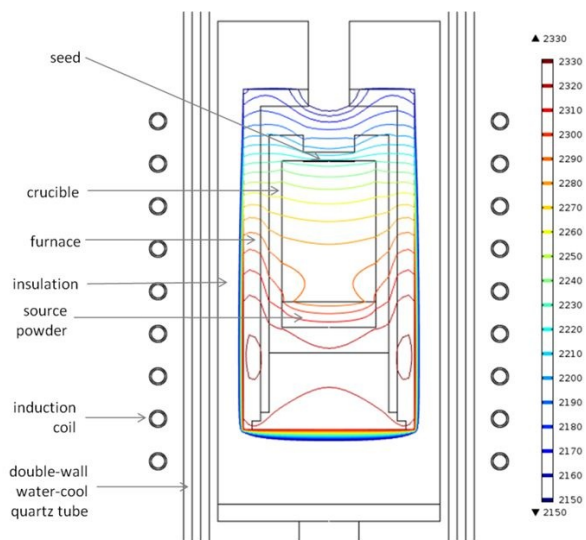 seed
crucible
furnace
insulation
source
powder
induction
coil
double-wall
water-cool
quartz tube
▲ 2330
2330
2320
2310
2300
2290
2280
2270
2260
2250
2240
2230
2220
2210
2200
2190
2180
2170
2160
2150
▼ 2150